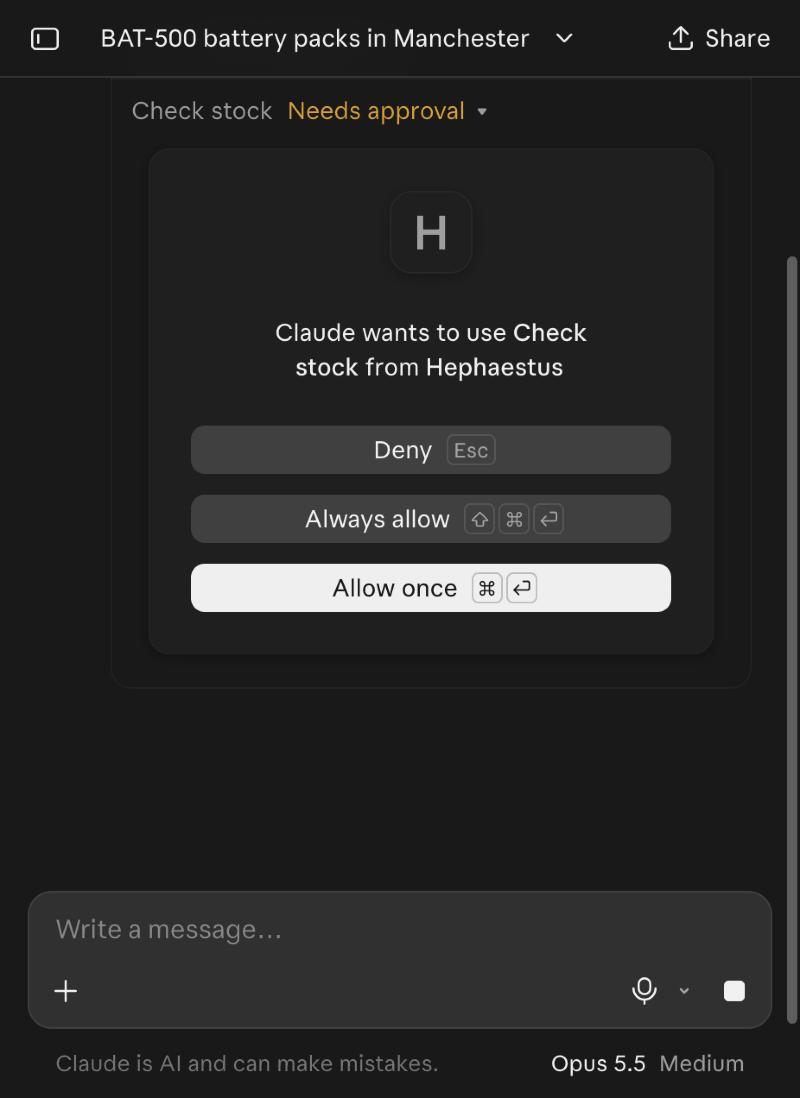 BAT-500 battery packs in Manchester
Share
Check stock Needs approval
H
Claude wants to use Check
stock from Hephaestus
Deny Esc
Always allow ⇧ ⌘ ↵
Allow once ⌘ ↵
Write a message...
Claude is AI and can make mistakes.
Opus 5.5 Medium